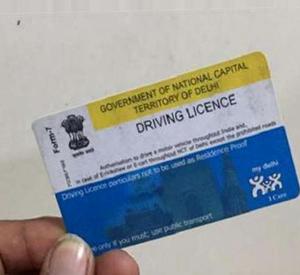 GOVERNMENT OF NATIONAL CAPITAL
TERRITORY OF DELHI
DRIVING LICENCE
Form-7
Authorisation to drive a motor vehicle throughout India and,
in case of E-rickshaw or E-cart throughout NCT of Delhi except the prohibited roads
Driving Licence particulars not to be used as Residence Proof
my delhi
I Care
only if you must; use public transport